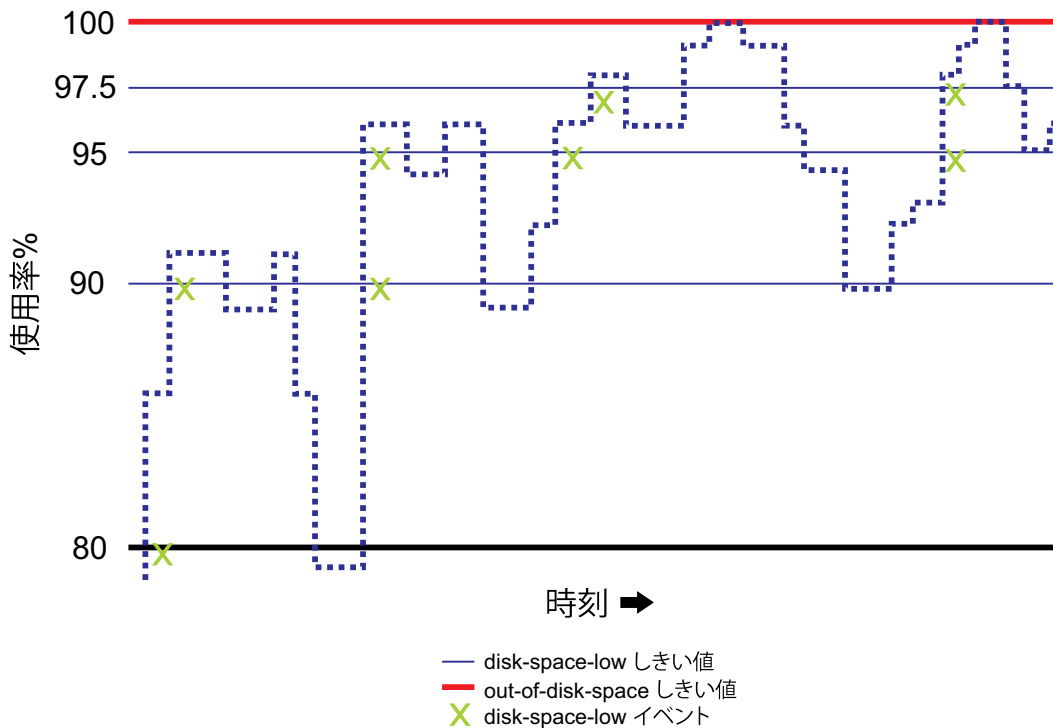 100
97.5
95
90
80
使用率%
時刻
disk-space-low しきい値
out-of-disk-space しきい値
disk-space-low イベント